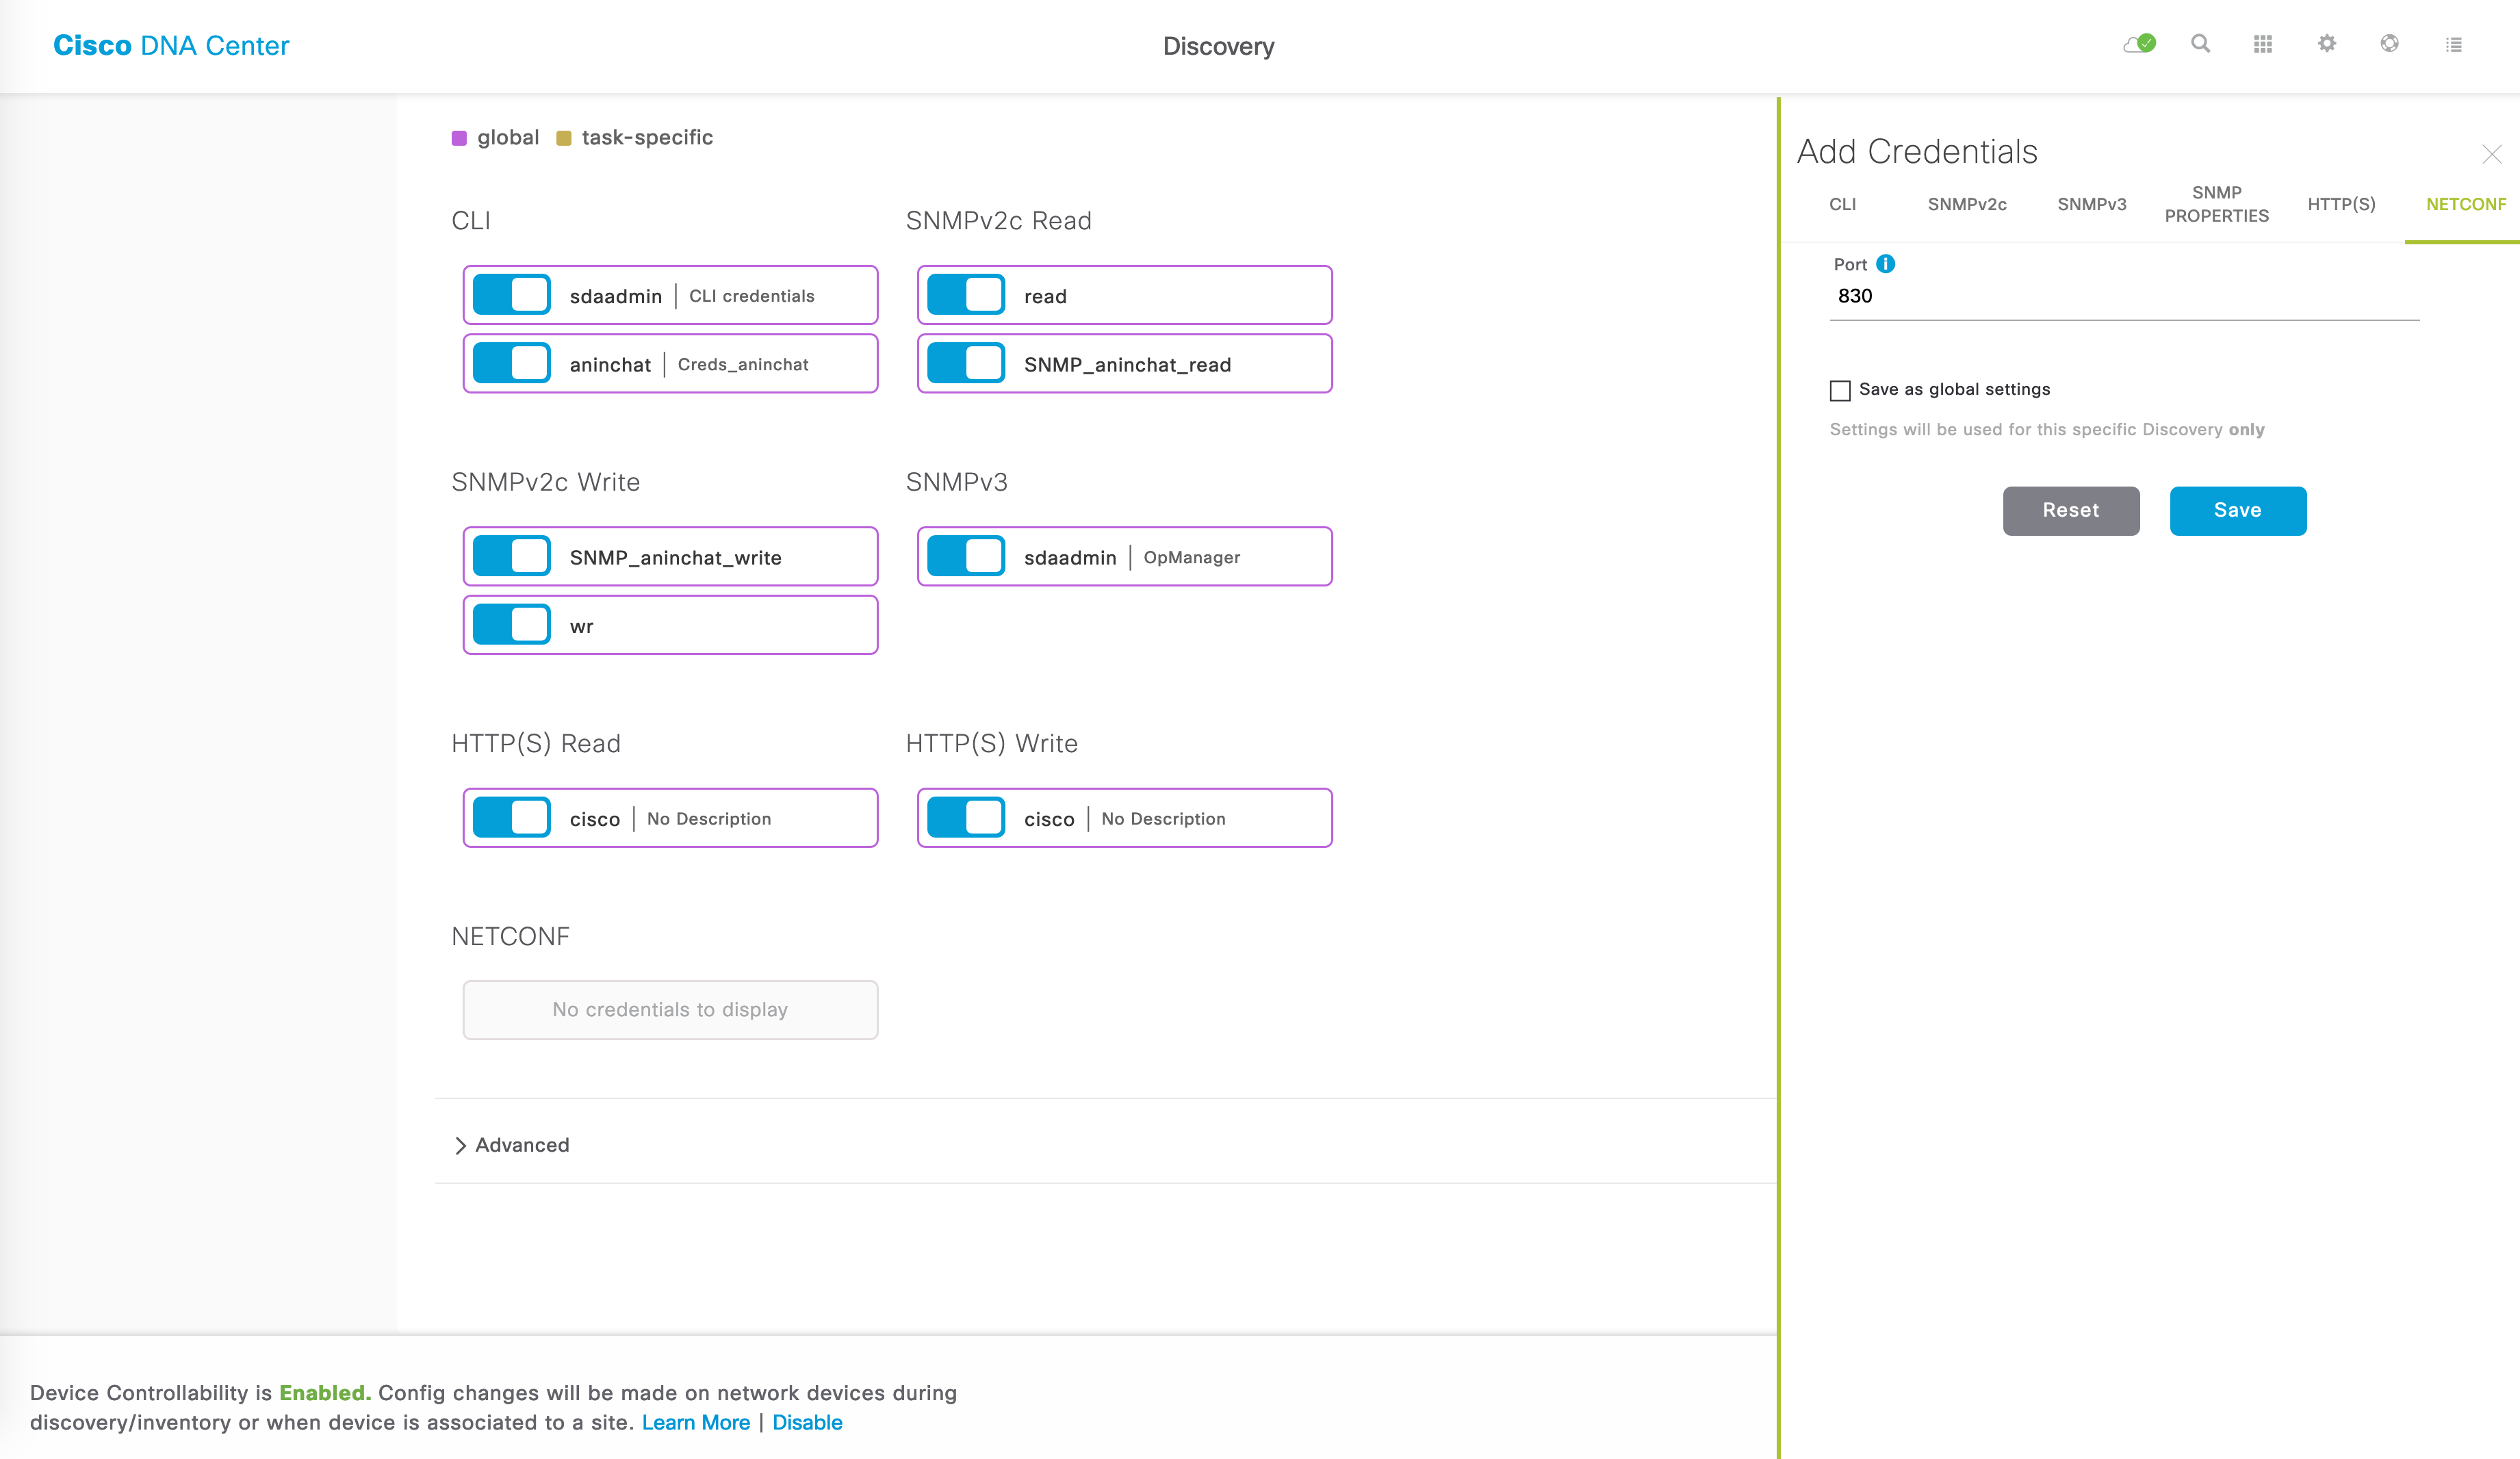 Cisco DNA Center
Discovery
global task-specific
CLI
sdaadmin | CLI credentials
aninchat | Creds_aninchat
SNMPv2c Read
read
SNMP_aninchat_read
SNMPv2c Write
SNMP_aninchat_write
wr
SNMPv3
sdaadmin | OpManager
HTTP(S) Read
cisco | No Description
HTTP(S) Write
cisco | No Description
NETCONF
No credentials to display
Advanced
Device Controllability is Enabled. Config changes will be made on network devices during
discovery/inventory or when device is associated to a site. Learn More | Disable
Add Credentials
CLI
SNMPv2c
SNMPv3
SNMP
PROPERTIES
HTTP(S)
NETCONF
Port
830
Save as global settings
Settings will be used for this specific Discovery only
Reset
Save